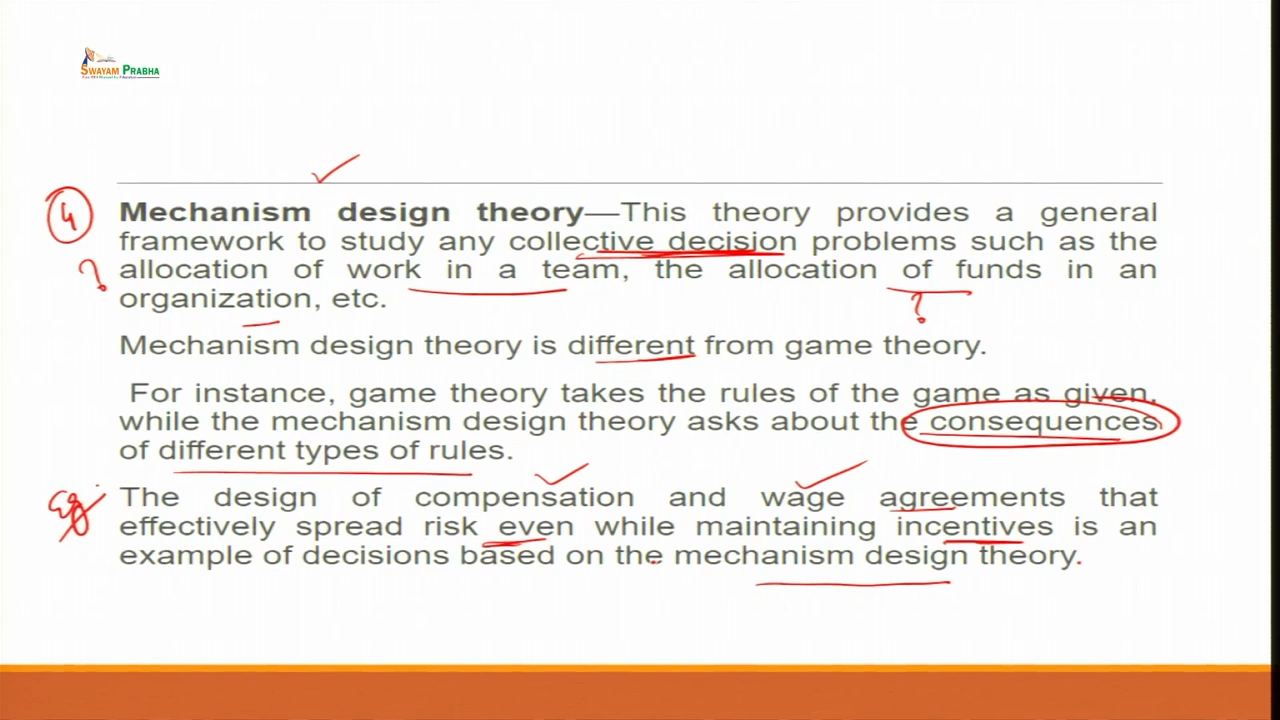 SWAYAM PRABHA
4
Mechanism design theory—This theory provides a general
framework to study any collective decision problems such as the
?
allocation of work in a team, the allocation of funds in an
organization, etc.
?
Mechanism design theory is different from game theory.
For instance, game theory takes the rules of the game as given,
while the mechanism design theory asks about the consequences
of different types of rules.
Eg
The design of compensation and wage agreements that
effectively spread risk even while maintaining incentives is an
example of decisions based on the mechanism design theory.